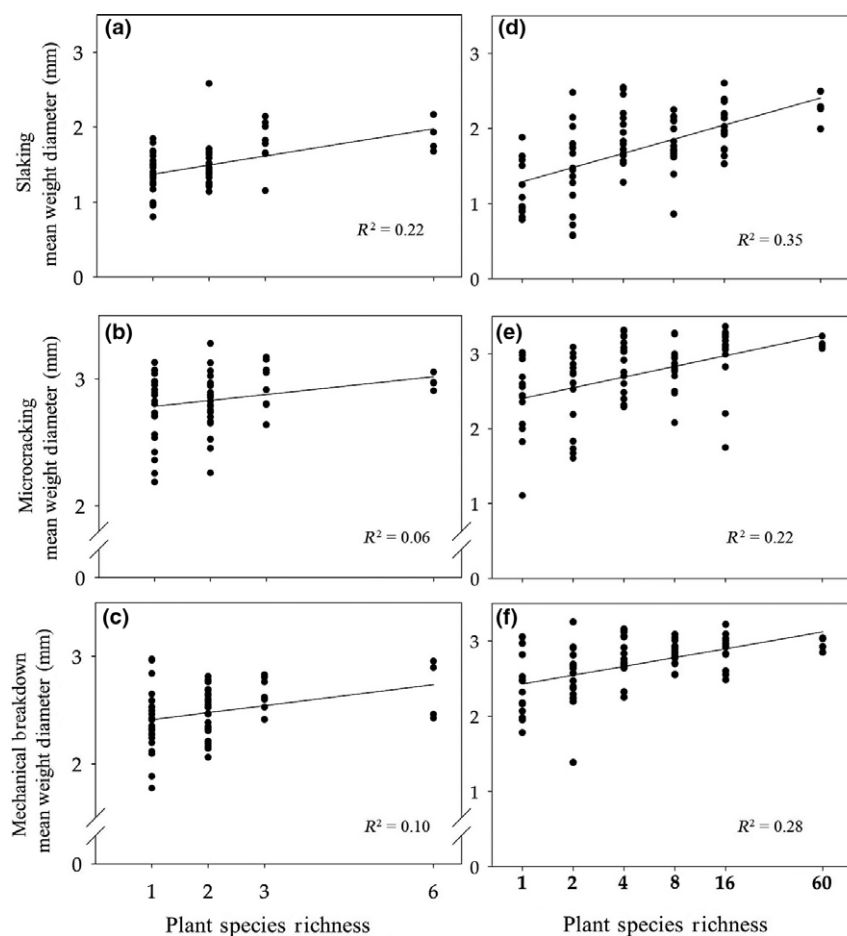 (a)
3
2
1
0
Slaking
mean weight diameter (mm)
R² = 0.22
(d)
3
2
1
0
R² = 0.35
(b)
3
2
0
Microcracking
mean weight diameter (mm)
R² = 0.06
(e)
3
2
1
0
R² = 0.22
(c)
3
2
0
Mechanical breakdown
mean weight diameter (mm)
R² = 0.10
1 2 3 6
Plant species richness
(f)
3
2
1
0
R² = 0.28
1 2 4 8 16 60
Plant species richness